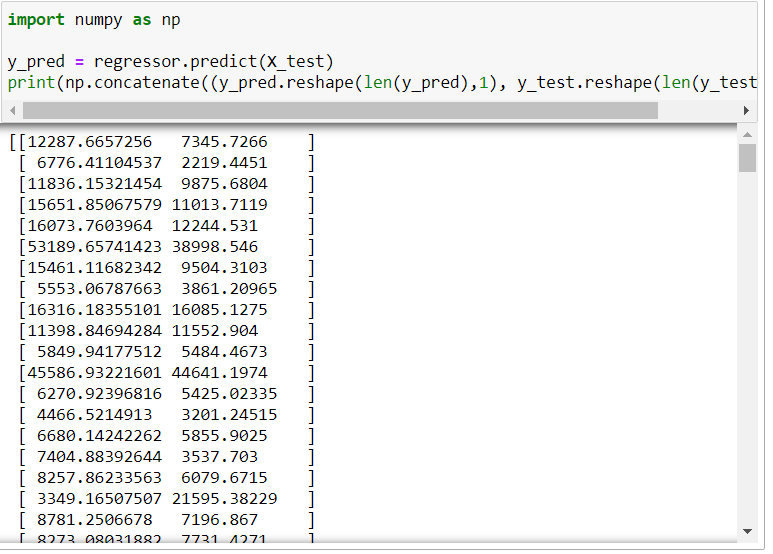 import numpy as np
y_pred = regressor.predict(X_test)
print(np.concatenate((y_pred.reshape(len(y_pred),1), y_test.reshape(len(y_test
[[12287.6657256   7345.7266    ]
[ 6776.41104537  2219.4451    ]
[11836.15321454  9875.6804    ]
[15651.85067579 11013.7119    ]
[16073.7603964  12244.531     ]
[53189.65741423 38998.546     ]
[15461.11682342  9504.3103    ]
[ 5553.06787663  3861.20965   ]
[16316.18355101 16085.1275    ]
[11398.84694284 11552.904     ]
[ 5849.94177512  5484.4673    ]
[45586.93221601 44641.1974    ]
[ 6270.92396816  5425.02335   ]
[ 4466.5214913   3201.24515   ]
[ 6680.14242262  5855.9025    ]
[ 7404.88392644  3537.703     ]
[ 8257.86233563  6079.6715    ]
[ 3349.16507507 21595.38229   ]
[ 8781.2506678   7196.867     ]
[ 8273.08031882  7731.4271    ]